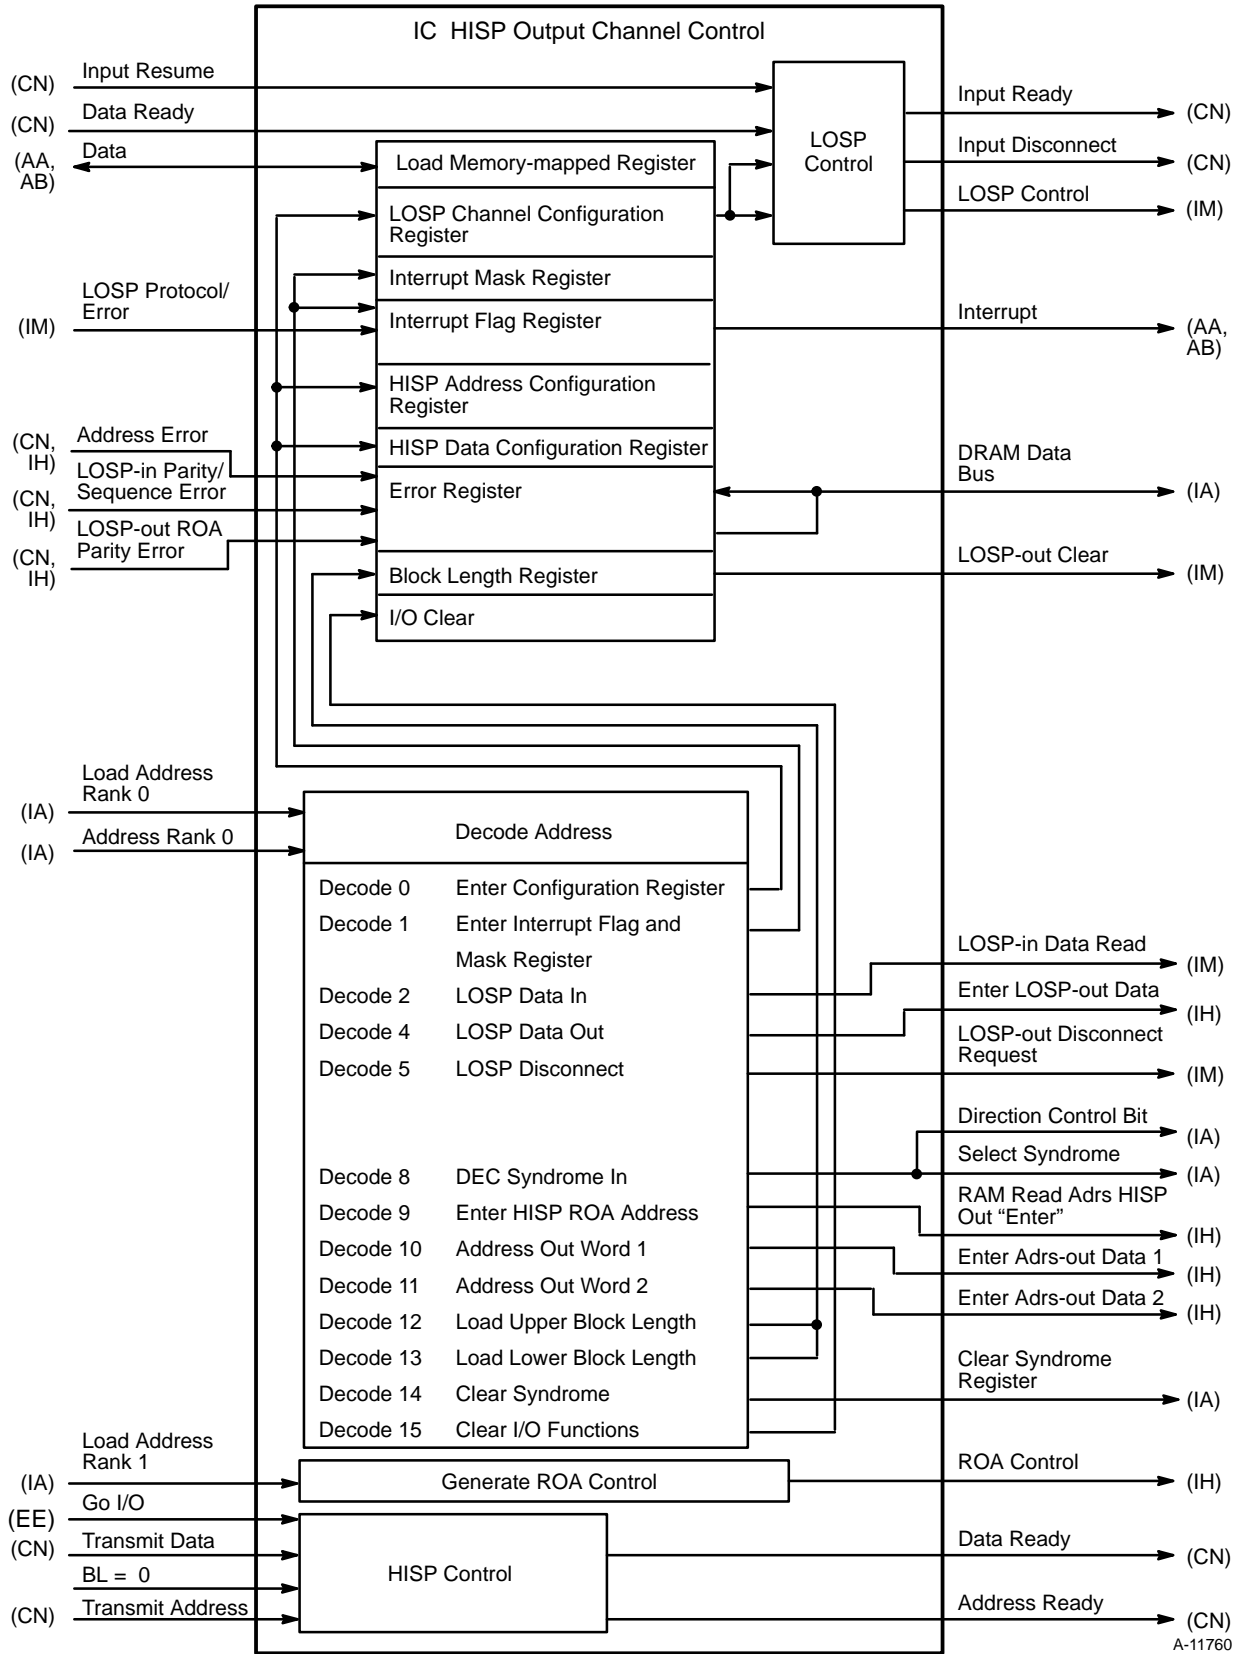 IC HISP Output Channel Control
(CN)
Input Resume
(CN)
Data Ready
(AA,
AB)
Data
Load Memory-mapped Register
LOSP Channel Configuration
Register
Interrupt Mask Register
Interrupt Flag Register
HISP Address Configuration
Register
HISP Data Configuration Register
Error Register
Block Length Register
I/O Clear
LOSP
Control
Input Ready
(CN)
Input Disconnect
(CN)
LOSP Control
(IM)
LOSP Protocol/
Error
(IM)
Interrupt
(AA,
AB)
(CN,
IH)
Address Error
LOSP-in Parity/
Sequence Error
(CN,
IH)
LOSP-out ROA
Parity Error
(CN,
IH)
DRAM Data
Bus
(IA)
LOSP-out Clear
(IM)
Load Address
Rank 0
(IA)
Address Rank 0
(IA)
Decode Address
Decode 0 Enter Configuration Register
Decode 1 Enter Interrupt Flag and
Mask Register
Decode 2 LOSP Data In
Decode 4 LOSP Data Out
Decode 5 LOSP Disconnect
Decode 8 DEC Syndrome In
Decode 9 Enter HISP ROA Address
Decode 10 Address Out Word 1
Decode 11 Address Out Word 2
Decode 12 Load Upper Block Length
Decode 13 Load Lower Block Length
Decode 14 Clear Syndrome
Decode 15 Clear I/O Functions
LOSP-in Data Read
(IM)
Enter LOSP-out Data
(IH)
LOSP-out Disconnect
Request
(IM)
Direction Control Bit
(IA)
Select Syndrome
(IA)
RAM Read Adrs HISP
Out “Enter”
(IH)
Enter Adrs-out Data 1
(IH)
Enter Adrs-out Data 2
(IH)
Clear Syndrome
Register
(IA)
Load Address
Rank 1
(IA)
Generate ROA Control
ROA Control
(IH)
Go I/O
(EE)
Transmit Data
(CN)
BL = 0
Transmit Address
(CN)
HISP Control
Data Ready
(CN)
Address Ready
(CN)
A-11760